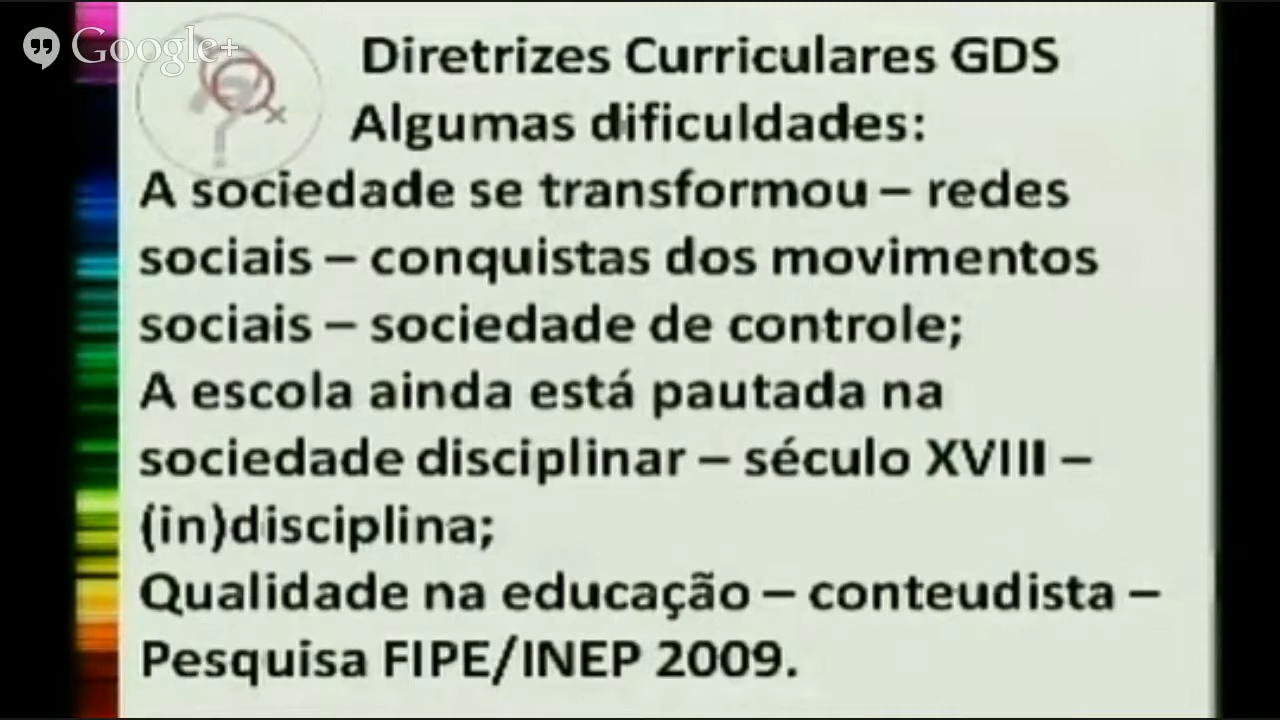 Google+
Diretrizes Curriculares GDS
Algumas dificuldades:
A sociedade se transformou – redes
sociais – conquistas dos movimentos
sociais – sociedade de controle;
A escola ainda está pautada na
sociedade disciplinar – século XVIII –
(in)disciplina;
Qualidade na educação – conteudista –
Pesquisa FIPE/INEP 2009.